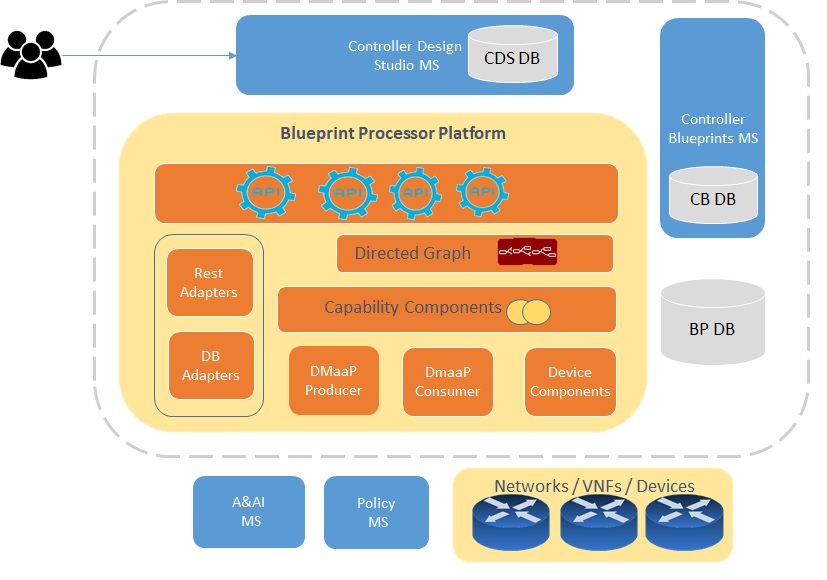 Controller Design
Studio MS
CDS DB
Controller
Blueprints MS
CB DB
Blueprint Processor Platform
API API API API
Directed Graph
Rest
Adapters
Capability Components
BP DB
DB
Adapters
DMaaP
Producer
DmaaP
Consumer
Device
Components
A&AI
MS
Policy
MS
Networks / VNFs / Devices